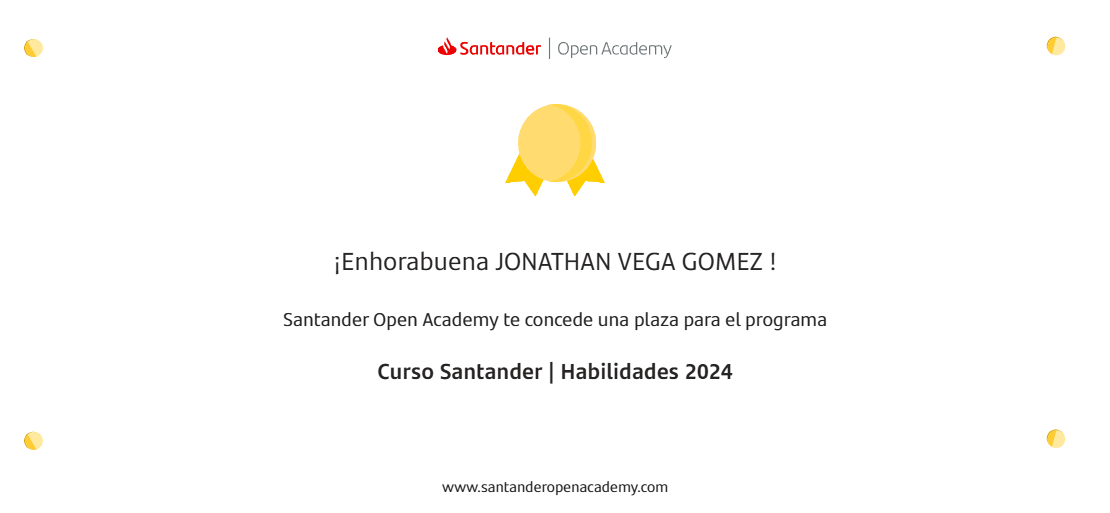 Santander | Open Academy
¡Enhorabuena JONATHAN VEGA GOMEZ !
Santander Open Academy te concede una plaza para el programa
Curso Santander | Habilidades 2024
www.santanderopenacademy.com